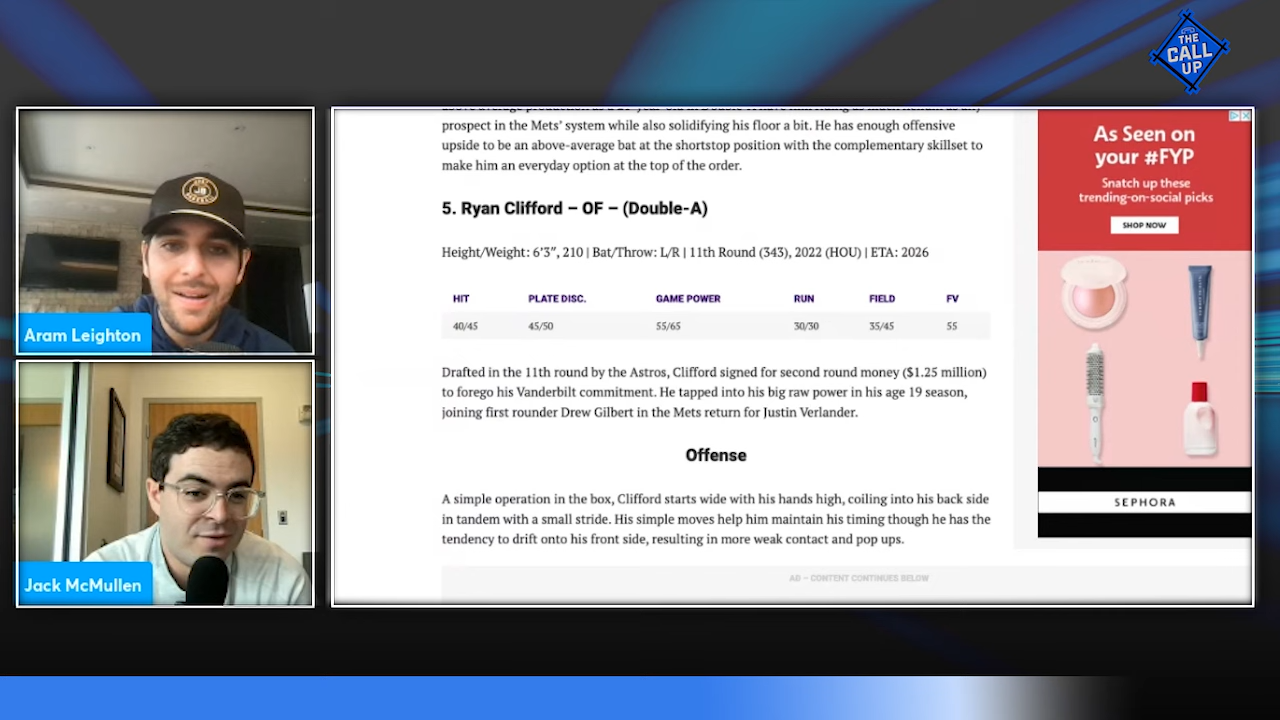 THE
CALL
UP
prospect in the Mets' system while also solidifying his floor a bit. He has enough offensive
upside to be an above-average bat at the shortstop position with the complementary skillset to
make him an everyday option at the top of the order.
5. Ryan Clifford – OF – (Double-A)
Height/Weight: 6'3", 210 | Bat/Throw: L/R | 11th Round (343), 2022 (HOU) | ETA: 2026
HIT PLATE DISC. GAME POWER RUN FIELD FV
40/45 45/50 55/65 30/30 35/45 55
Drafted in the 11th round by the Astros, Clifford signed for second round money ($1.25 million)
to forego his Vanderbilt commitment. He tapped into his big raw power in his age 19 season,
joining first rounder Drew Gilbert in the Mets return for Justin Verlander.
Offense
A simple operation in the box, Clifford starts wide with his hands high, coiling into his back side
in tandem with a small stride. His simple moves help him maintain his timing though he has the
tendency to drift onto his front side, resulting in more weak contact and pop ups.
AD – CONTENT CONTINUES BELOW
As Seen on
your #FYP
Snatch up these
trending-on-social picks
SHOP NOW
SEPHORA
JB
Aram Leighton
Jack McMullen